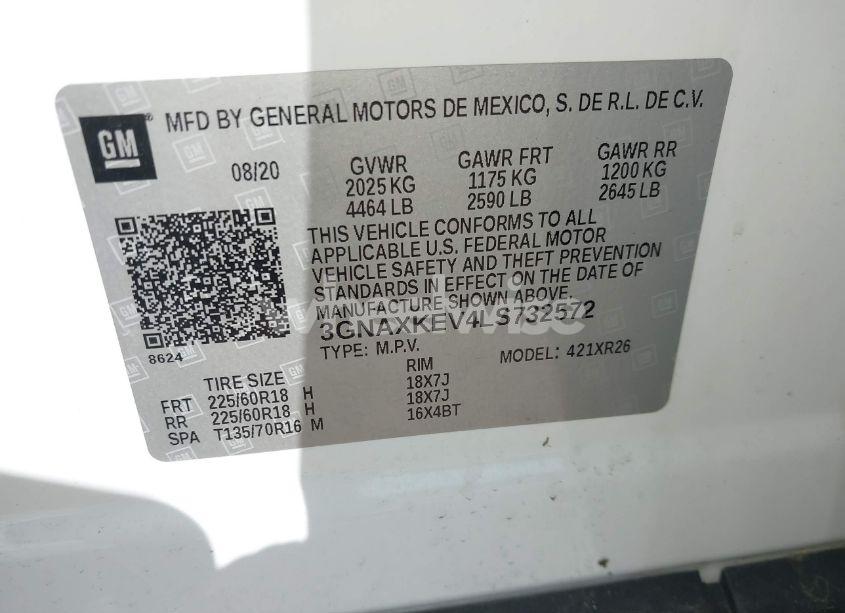 GM ® MFD BY GENERAL MOTORS DE MEXICO, S. DE R.L. DE C.V.
08/20 GVWR GAWR FRT GAWR RR
2025 KG 1175 KG 1200 KG
4464 LB 2590 LB 2645 LB
THIS VEHICLE CONFORMS TO ALL
APPLICABLE U.S. FEDERAL MOTOR
VEHICLE SAFETY AND THEFT PREVENTION
STANDARDS IN EFFECT ON THE DATE OF
MANUFACTURE SHOWN ABOVE.
3GNAXKEV4LS732572
8624 TYPE: M.P.V. MODEL: 421XR26
TIRE SIZE RIM
FRT 225/60R18 H 18X7J
RR 225/60R18 H 18X7J
SPA T135/70R16 M 16X4BT